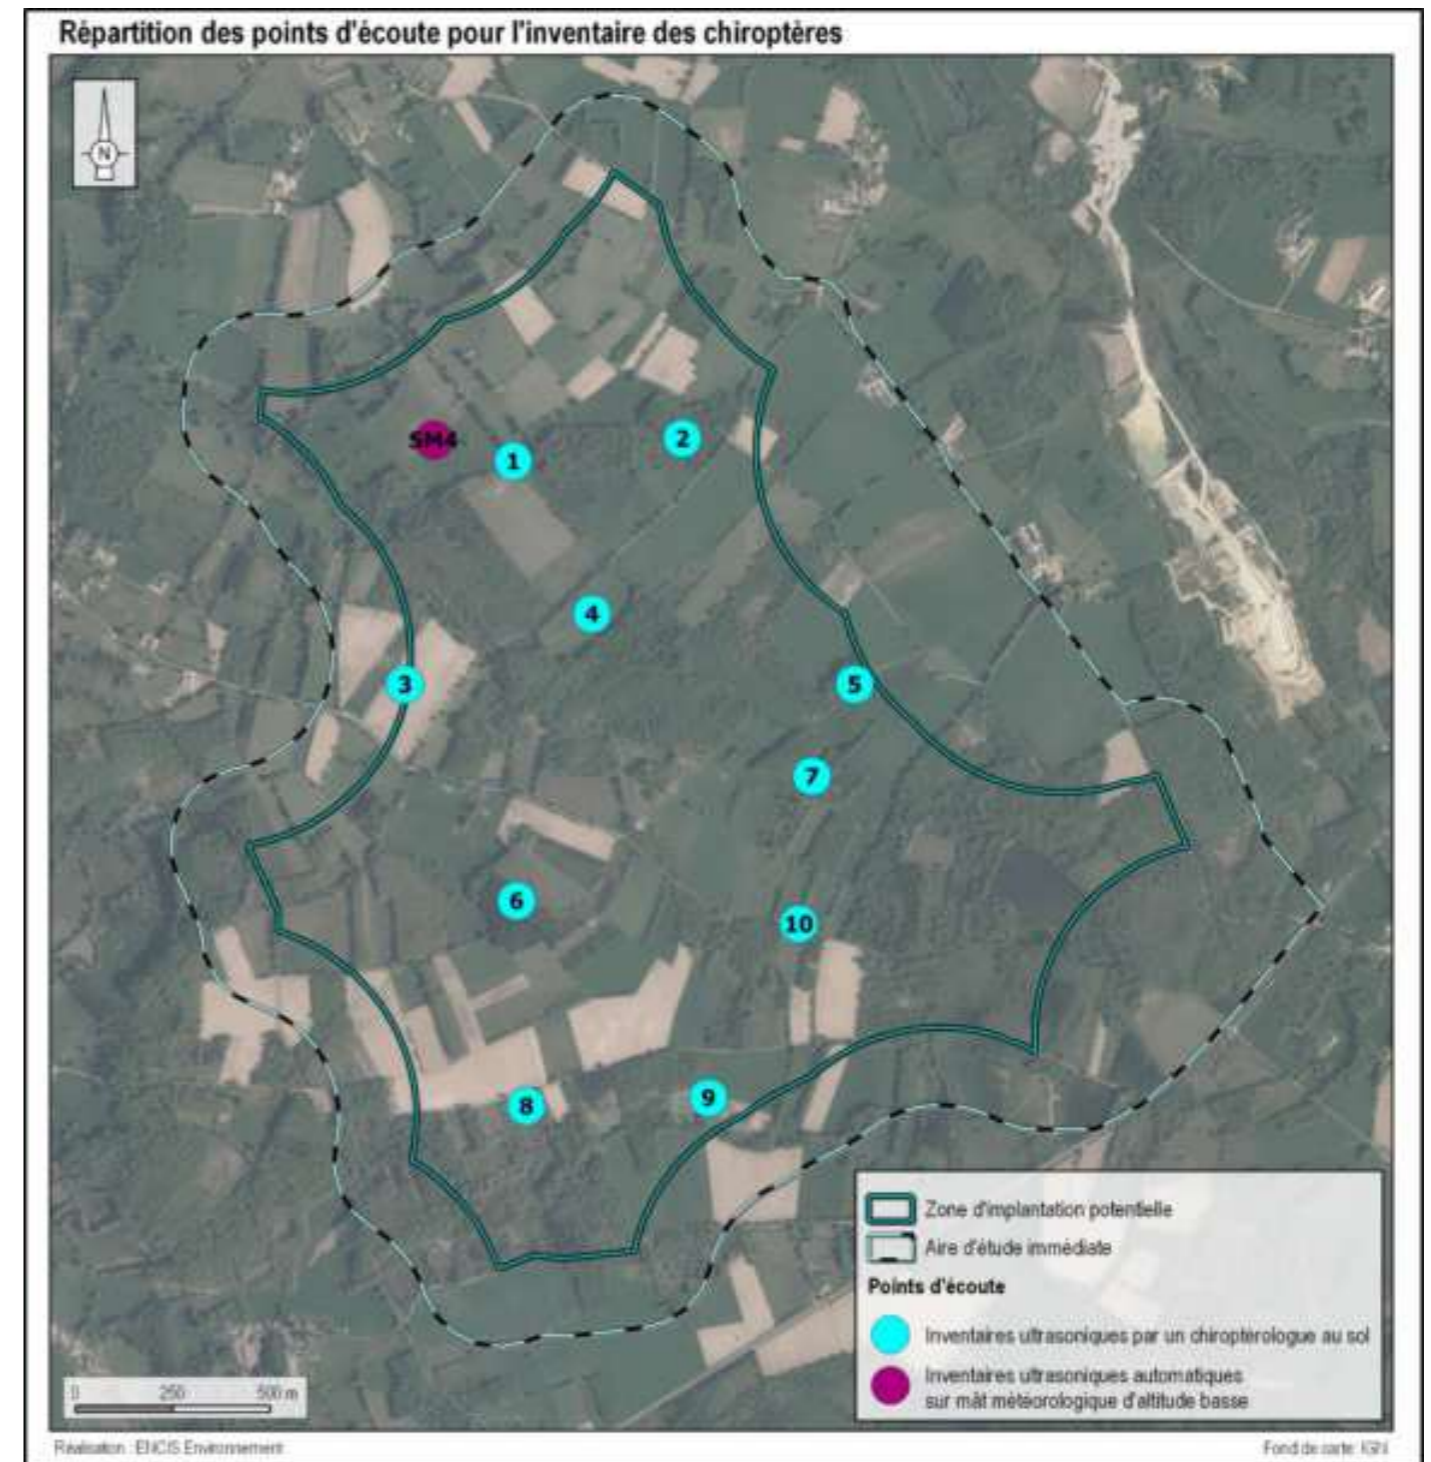 Répartition des points d'écoute pour l'inventaire des chiroptères
N
SM4
1
2
4
3
5
7
6
10
8
9
Zone d'implantation potentielle
Aire d'étude immédiate
Points d'écoute
Inventaires ultrasoniques par un chiroptérologue au sol
Inventaires ultrasoniques automatiques
sur mât météorologique d'altitude basse
0 250 500 m
Réalisation : ENCIS Environnement
Fond de carte: IGN